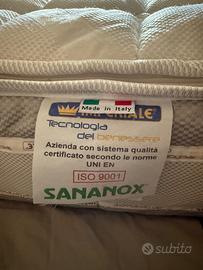 IMPERIALE
Made in Italy
Tecnologia
del benessere
Azienda con sistema qualità
certificato secondo le norme
UNI EN
ISO 9001
SANANOX
subito